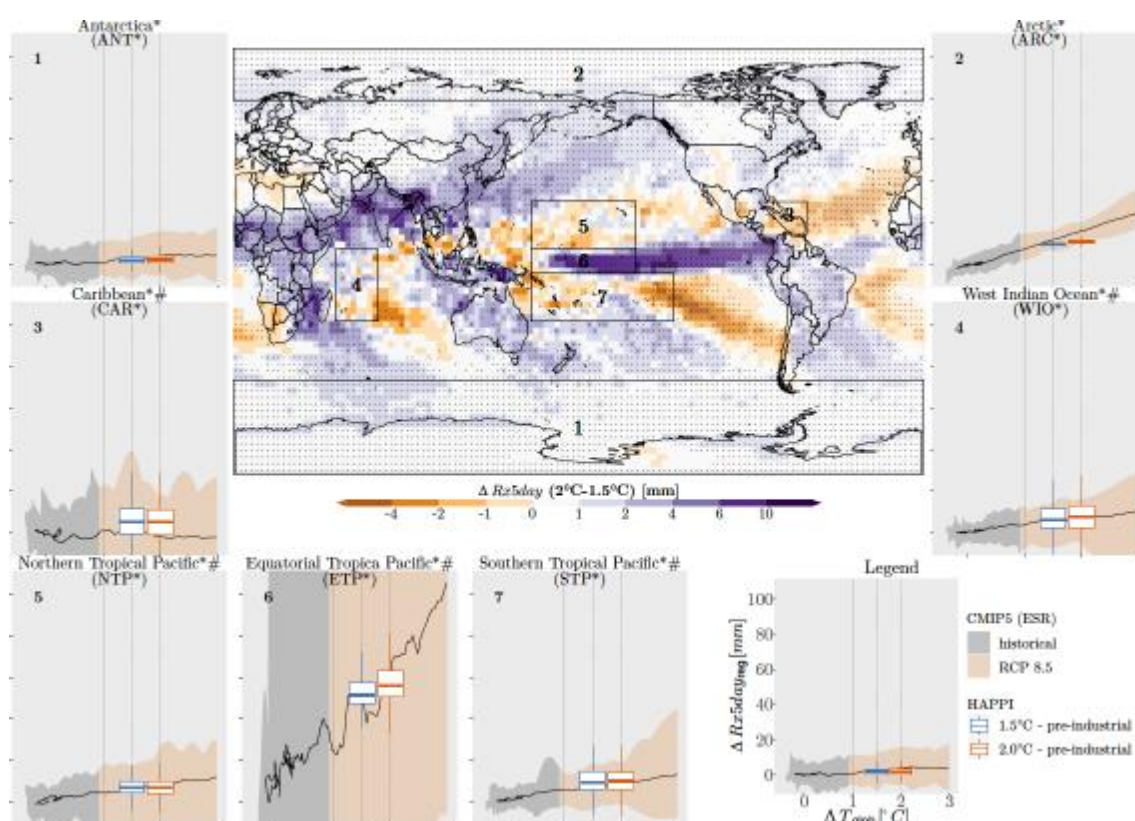 Antarctica*
(ANT*)
1
Arctic*
(ARC*)
2
2
5
3
6
4
7
1
Δ Rx5day (2°C-1.5°C) [mm]
-4 -2 -1 0 1 2 4 6 10
Caribbean*#
(CAR*)
3
West Indian Ocean*#
(WIO*)
4
Northern Tropical Pacific*#
(NTP*)
5
Equatorial Tropica Pacific*#
(ETP*)
6
Southern Tropical Pacific*#
(STP*)
7
Legend
Δ Rx5day reg [mm]
100
80
60
40
20
0
0 1 2 3
CMIP5 (ESR)
historical
RCP 8.5
HAPPI
1.5°C - pre-industrial
2.0°C - pre-industrial